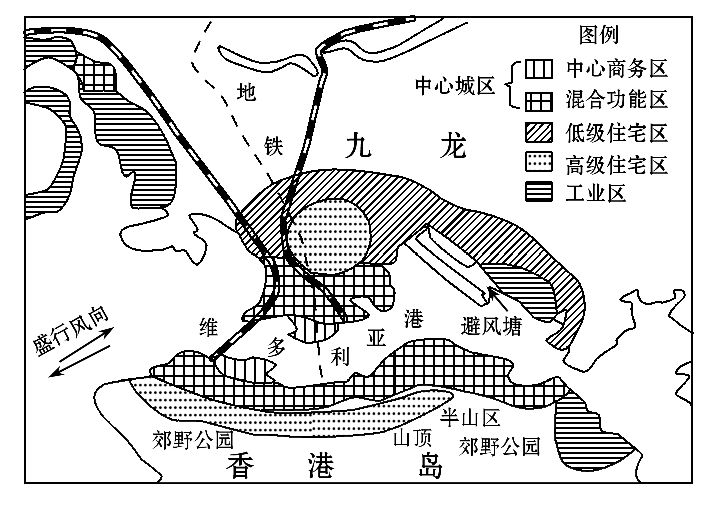 图例
中心城区
中心商务区
混合功能区
低级住宅区
高级住宅区
工业区
地铁
九龙
盛行风向
维多利亚港
避风塘
半山区
山顶
郊野公园
郊野公园
香港岛